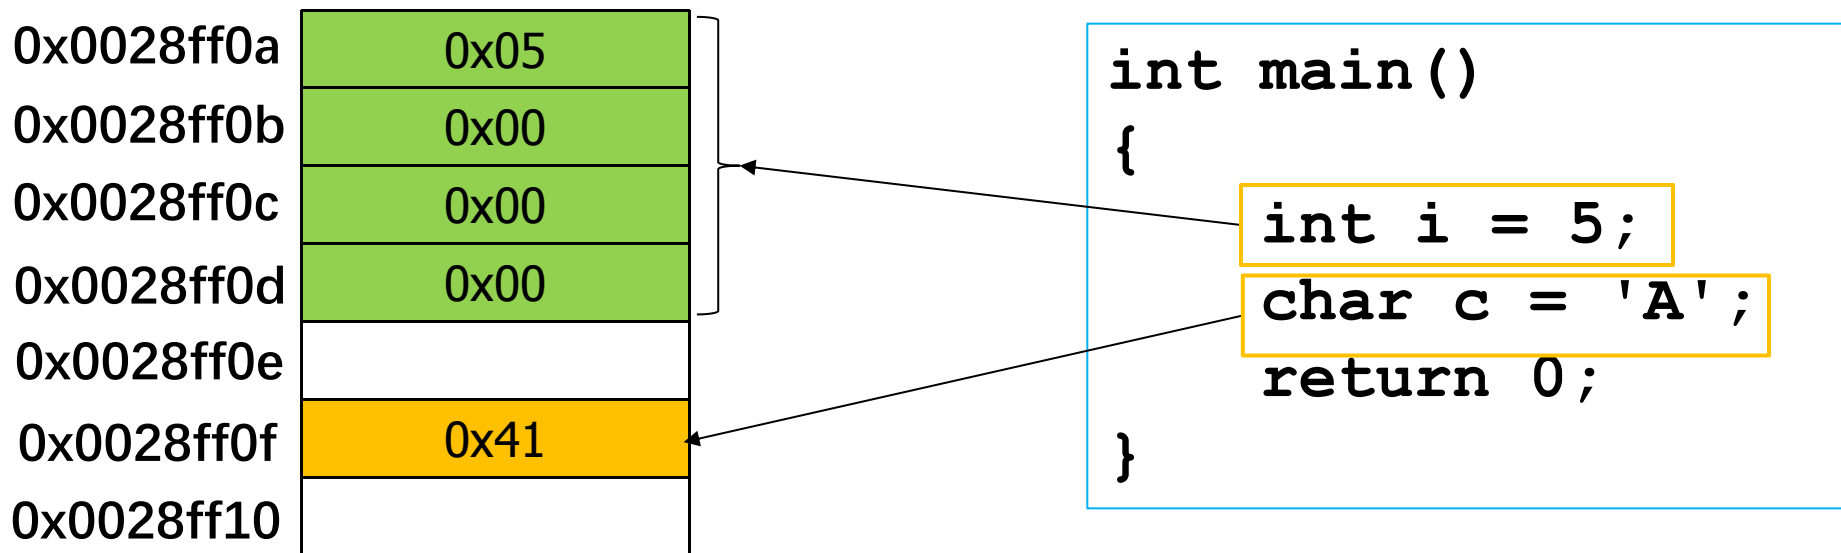 0x0028ff0a 0x05
0x0028ff0b 0x00
0x0028ff0c 0x00
0x0028ff0d 0x00
0x0028ff0e
0x0028ff0f 0x41
0x0028ff10
int main()
{
int i = 5;
char c = 'A';
return 0;
}